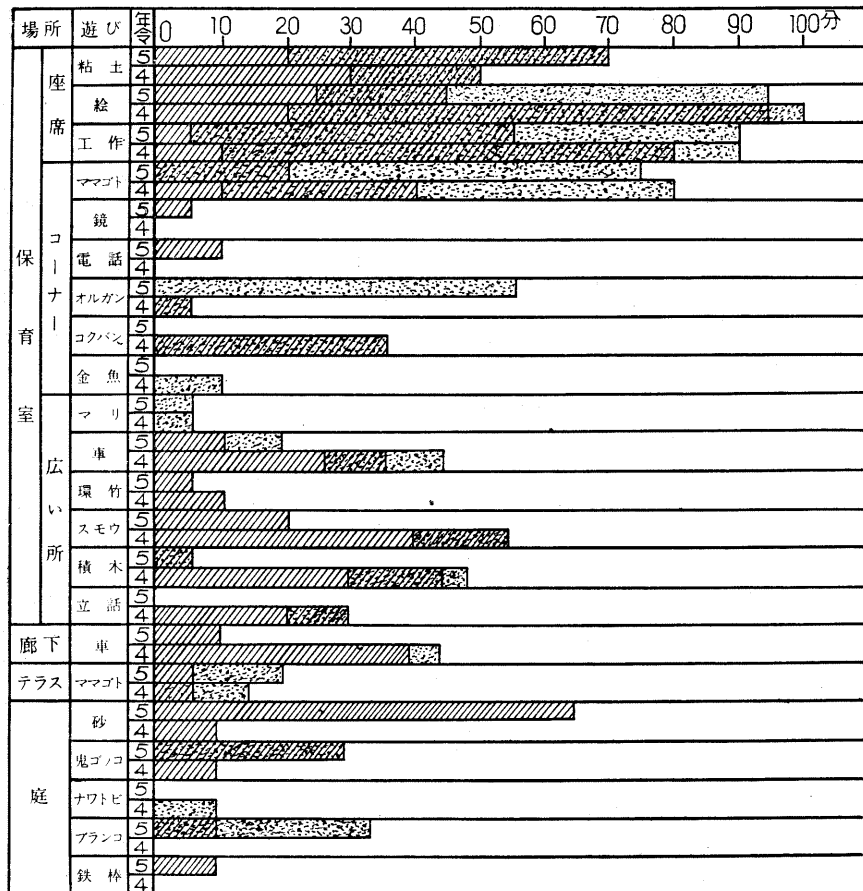 場所 遊び 年令 0 10 20 30 40 50 60 70 80 90 100分
保育室 座席 粘土 5
4
絵 5
4
工作 5
4
コーナー ママゴト 5
4
鏡 5
4
電話 5
4
オルガン 5
4
コクバン 5
4
金魚 5
4
広い所 マリ 5
4
車 5
4
環竹 5
4
スモウ 5
4
積木 5
4
立話 5
4
廊下 車 5
4
テラス ママゴト 5
4
庭 砂 5
4
鬼ゴッコ 5
4
ナワトビ 5
4
ブランコ 5
4
鉄棒 5
4